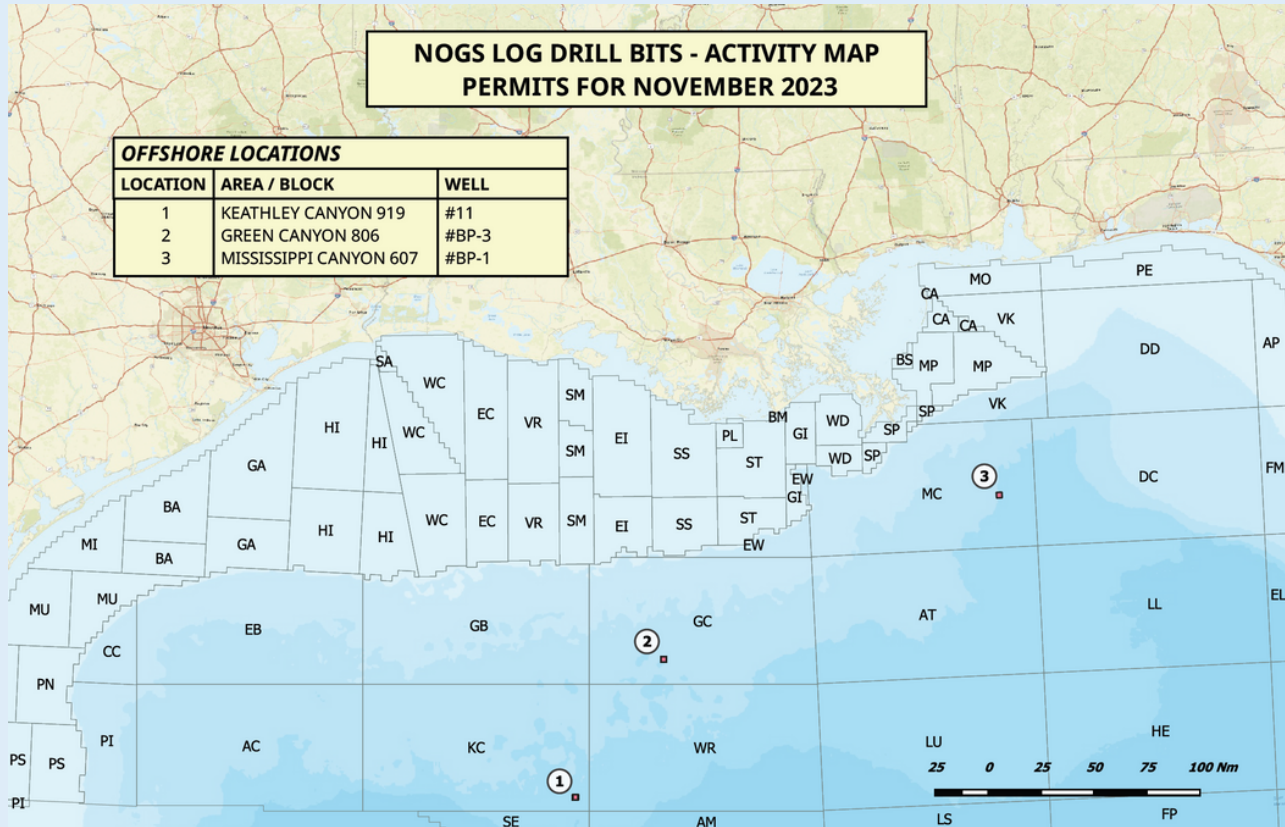 NOGS LOG DRILL BITS - ACTIVITY MAP
PERMITS FOR NOVEMBER 2023
OFFSHORE LOCATIONS
LOCATION AREA / BLOCK WELL
1 KEATHLEY CANYON 919 #11
2 GREEN CANYON 806 #BP-3
3 MISSISSIPPI CANYON 607 #BP-1
MO PE
CA
CA CA VK
BS MP MP DD AP
SA WC
SM
HI HI WC EC VR EI SS PL ST BM GI WD SP SP VK
GA SM WD SP
BA EW GI 3 MC DC FM
HI HI WC EC VR SM EI SS ST EW
MI BA GA
MU MU EB GB GC AT LL EL
CC 2
PN
PI AC KC WR LU HE
PS PS 25 0 25 50 75 100 Nm
1
PI SE AM LS FP